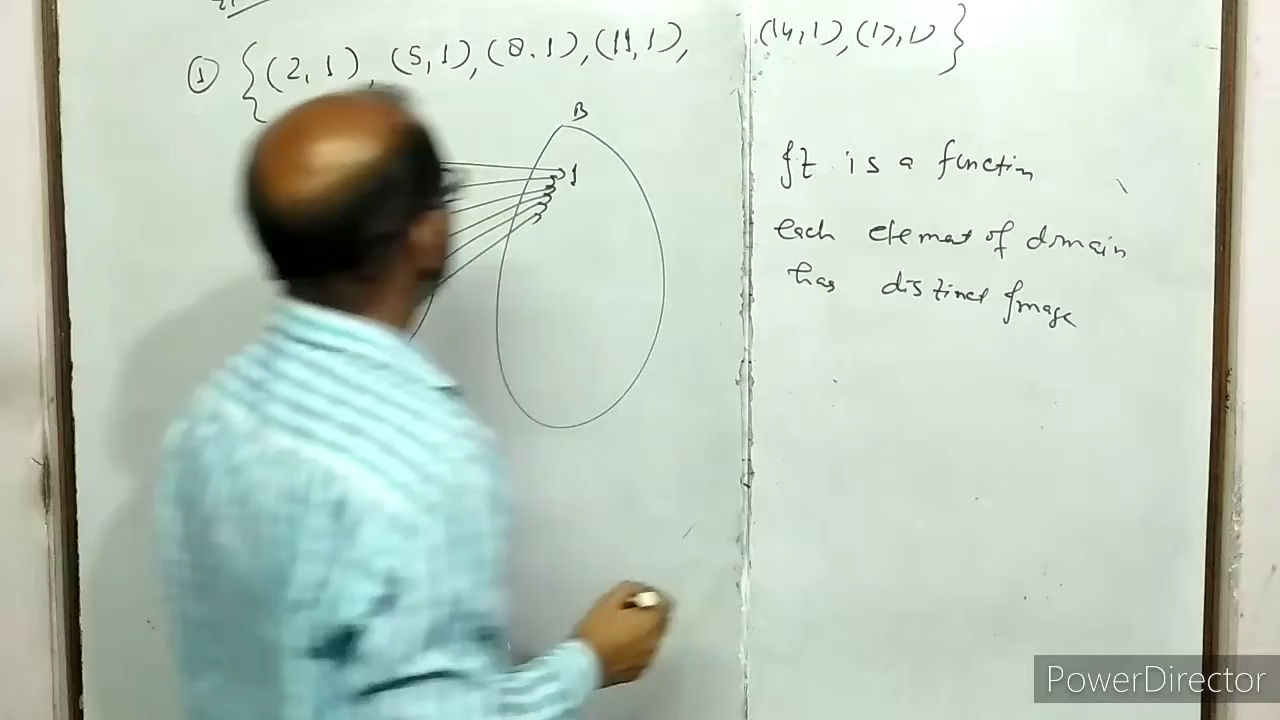 ① {(2, 1), (5, 1), (8, 1), (11, 1), (14, 1), (17, 1)}
B
1
It is a function
each element of domain
has distinct Image
PowerDirector